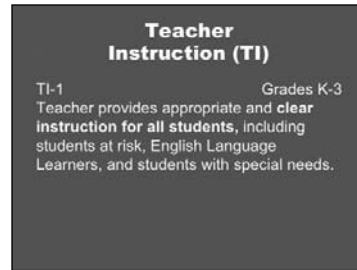 Teacher
Instruction (TI)
TI-1 Grades K-3
Teacher provides appropriate and clear
instruction for all students, including
students at risk, English Language
Learners, and students with special needs.